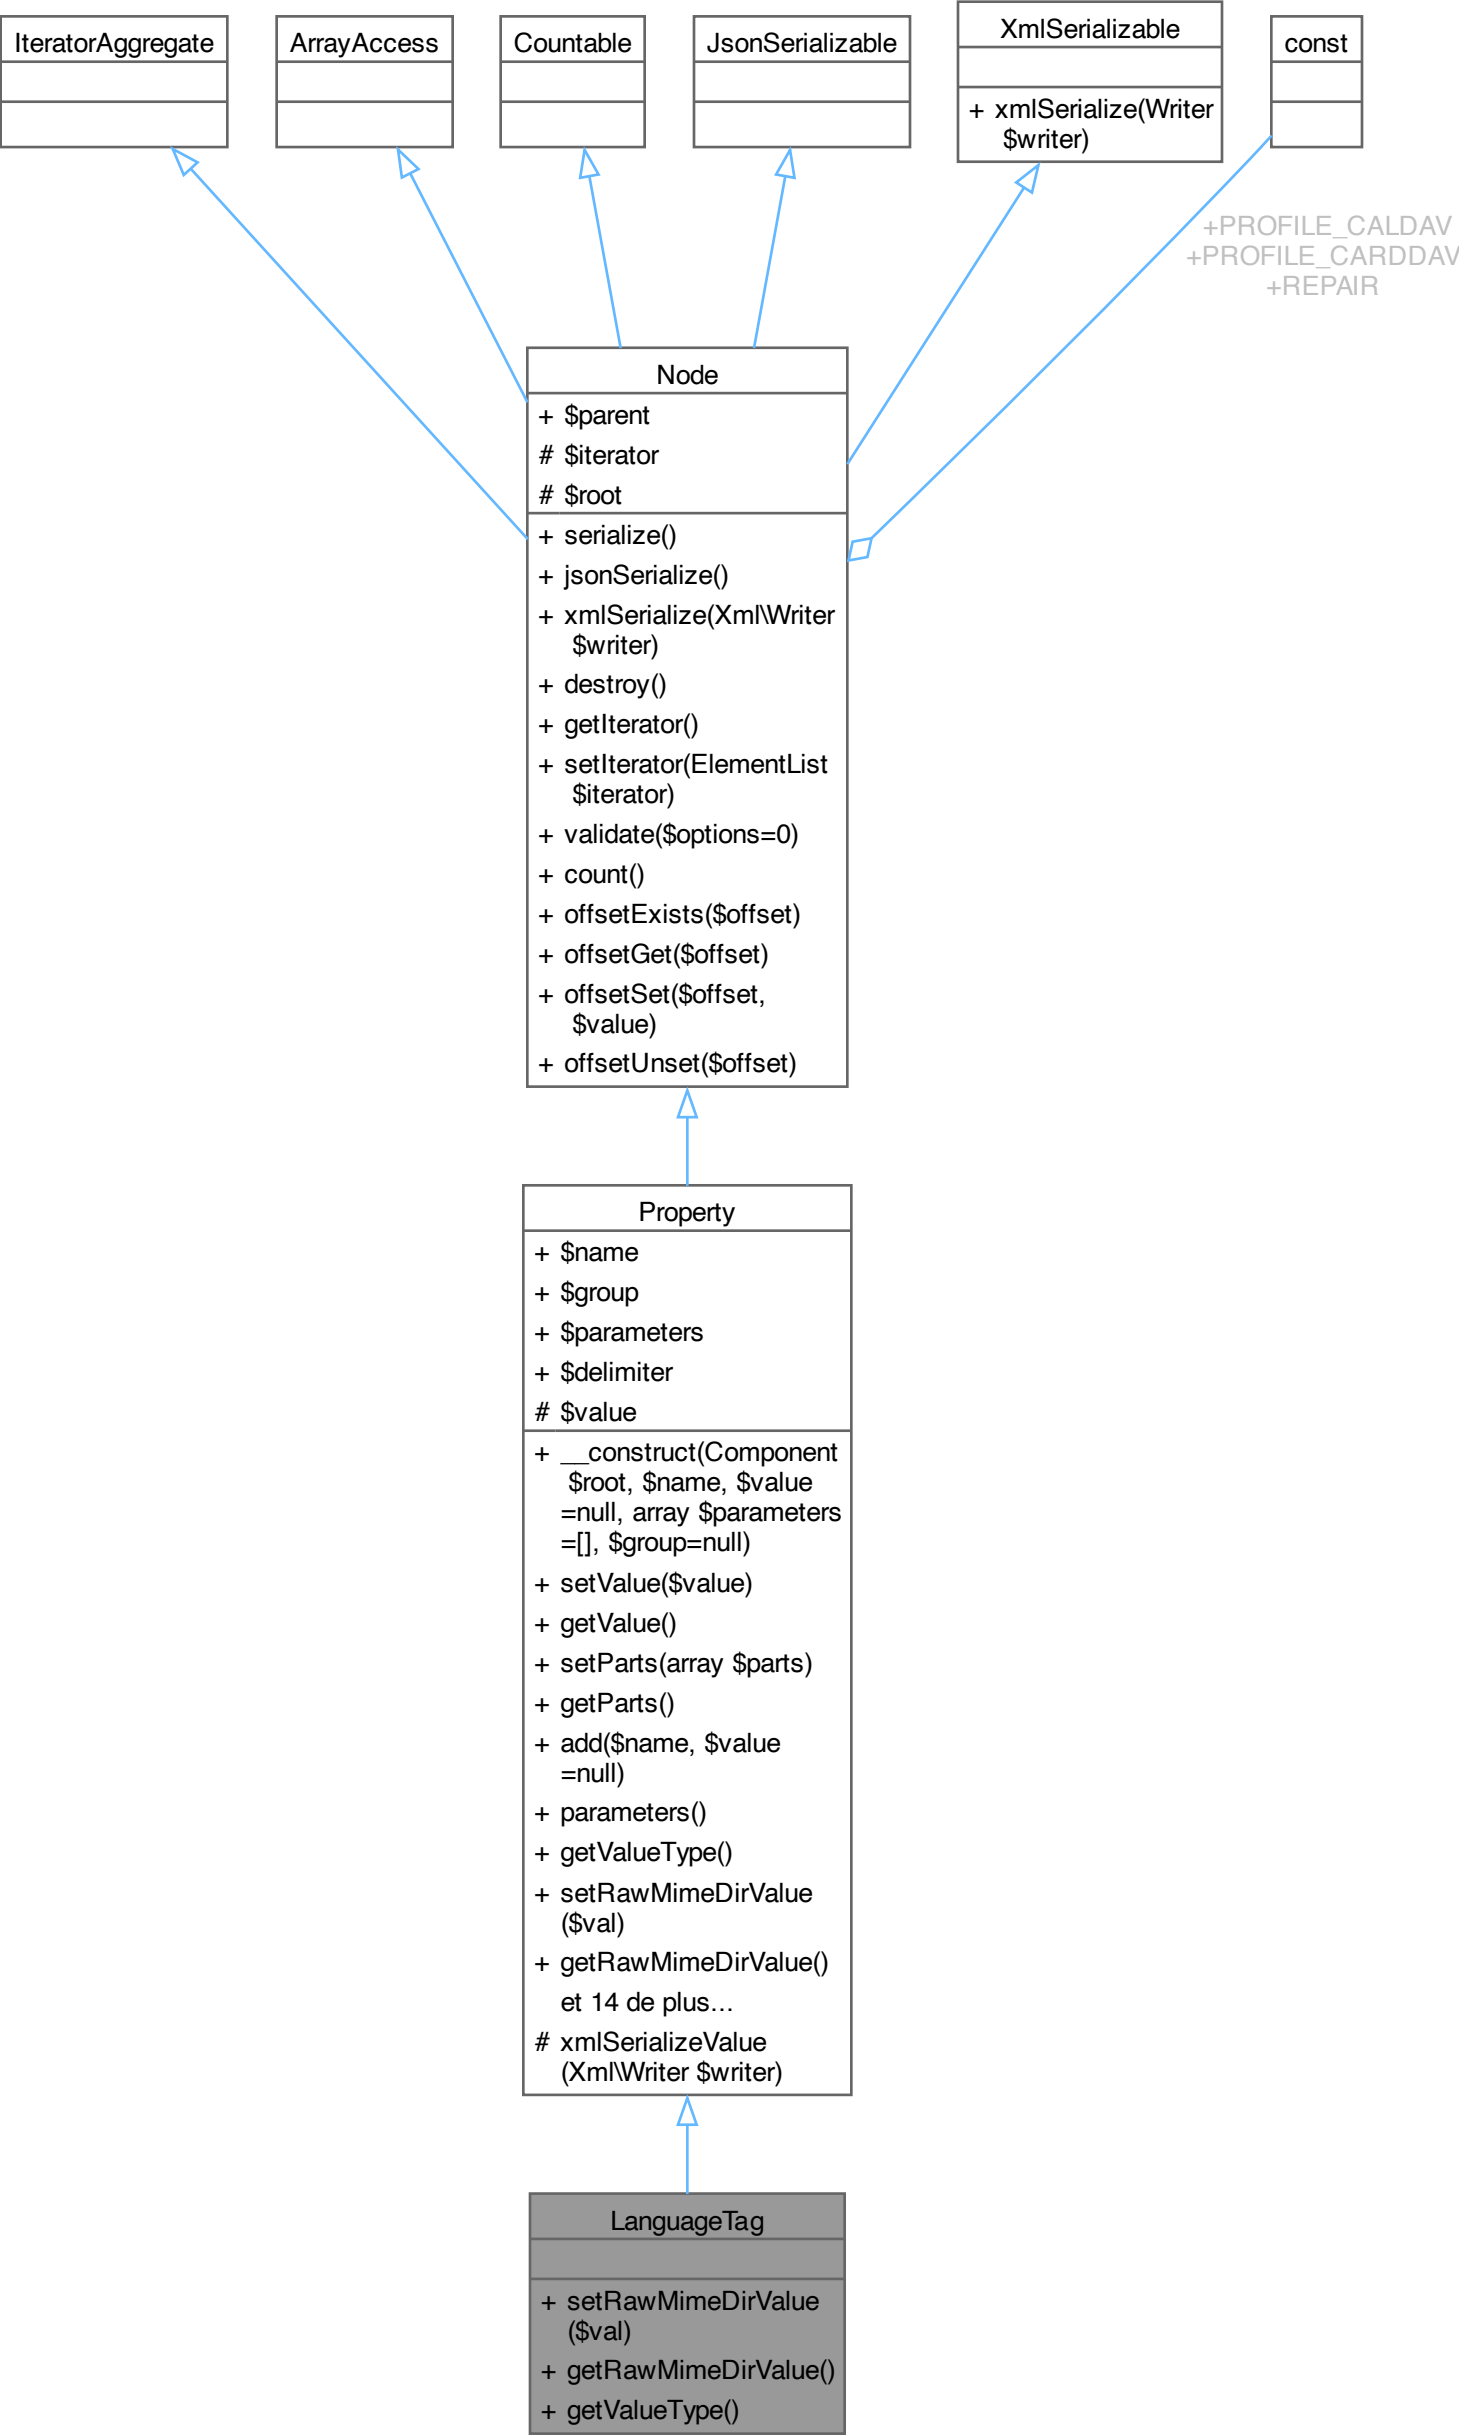 IteratorAggregate
ArrayAccess
Countable
JsonSerializable
XmlSerializable
+ xmlSerialize(Writer
$writer)
const
+PROFILE_CALDAV
+PROFILE_CARDDAV
+REPAIR
Node
+ $parent
# $iterator
# $root
+ serialize()
+ jsonSerialize()
+ xmlSerialize(Xml\Writer
$writer)
+ destroy()
+ getIterator()
+ setIterator(ElementList
$iterator)
+ validate($options=0)
+ count()
+ offsetExists($offset)
+ offsetGet($offset)
+ offsetSet($offset,
$value)
+ offsetUnset($offset)
Property
+ $name
+ $group
+ $parameters
+ $delimiter
# $value
+ __construct(Component
$root, $name, $value
=null, array $parameters
=[], $group=null)
+ setValue($value)
+ getValue()
+ setParts(array $parts)
+ getParts()
+ add($name, $value
=null)
+ parameters()
+ getValueType()
+ setRawMimeDirValue
($val)
+ getRawMimeDirValue()
et 14 de plus...
# xmlSerializeValue
(Xml\Writer $writer)
LanguageTag
+ setRawMimeDirValue
($val)
+ getRawMimeDirValue()
+ getValueType()